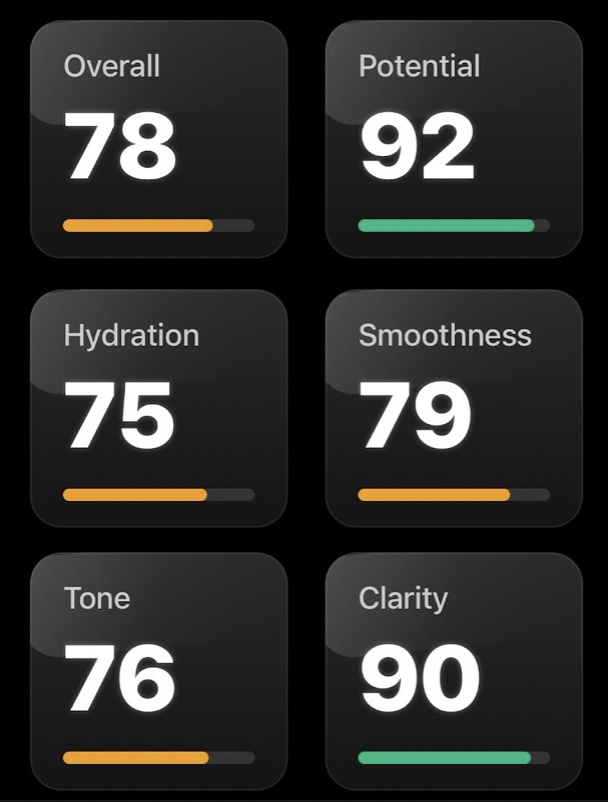 Overall
78
Potential
92
Hydration
75
Smoothness
79
Tone
76
Clarity
90